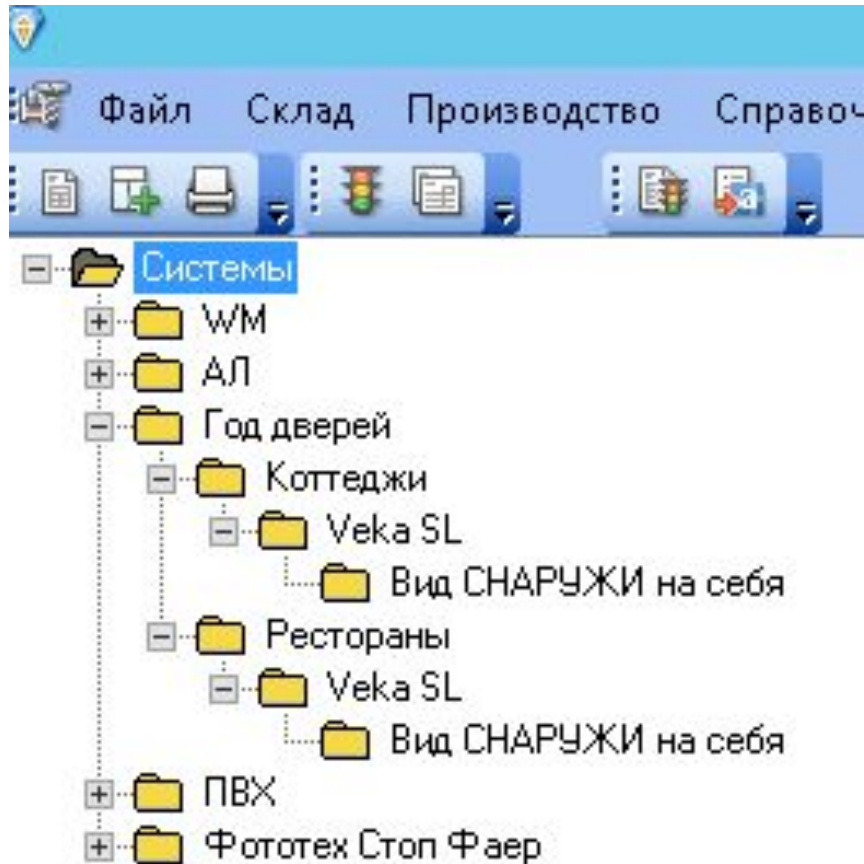 Файл Склад Производство Справоч
Системы
WM
АЛ
Год дверей
Коттеджи
Veka SL
Вид СНАРУЖИ на себя
Рестораны
Veka SL
Вид СНАРУЖИ на себя
ПВХ
Фототех Стоп Фаер